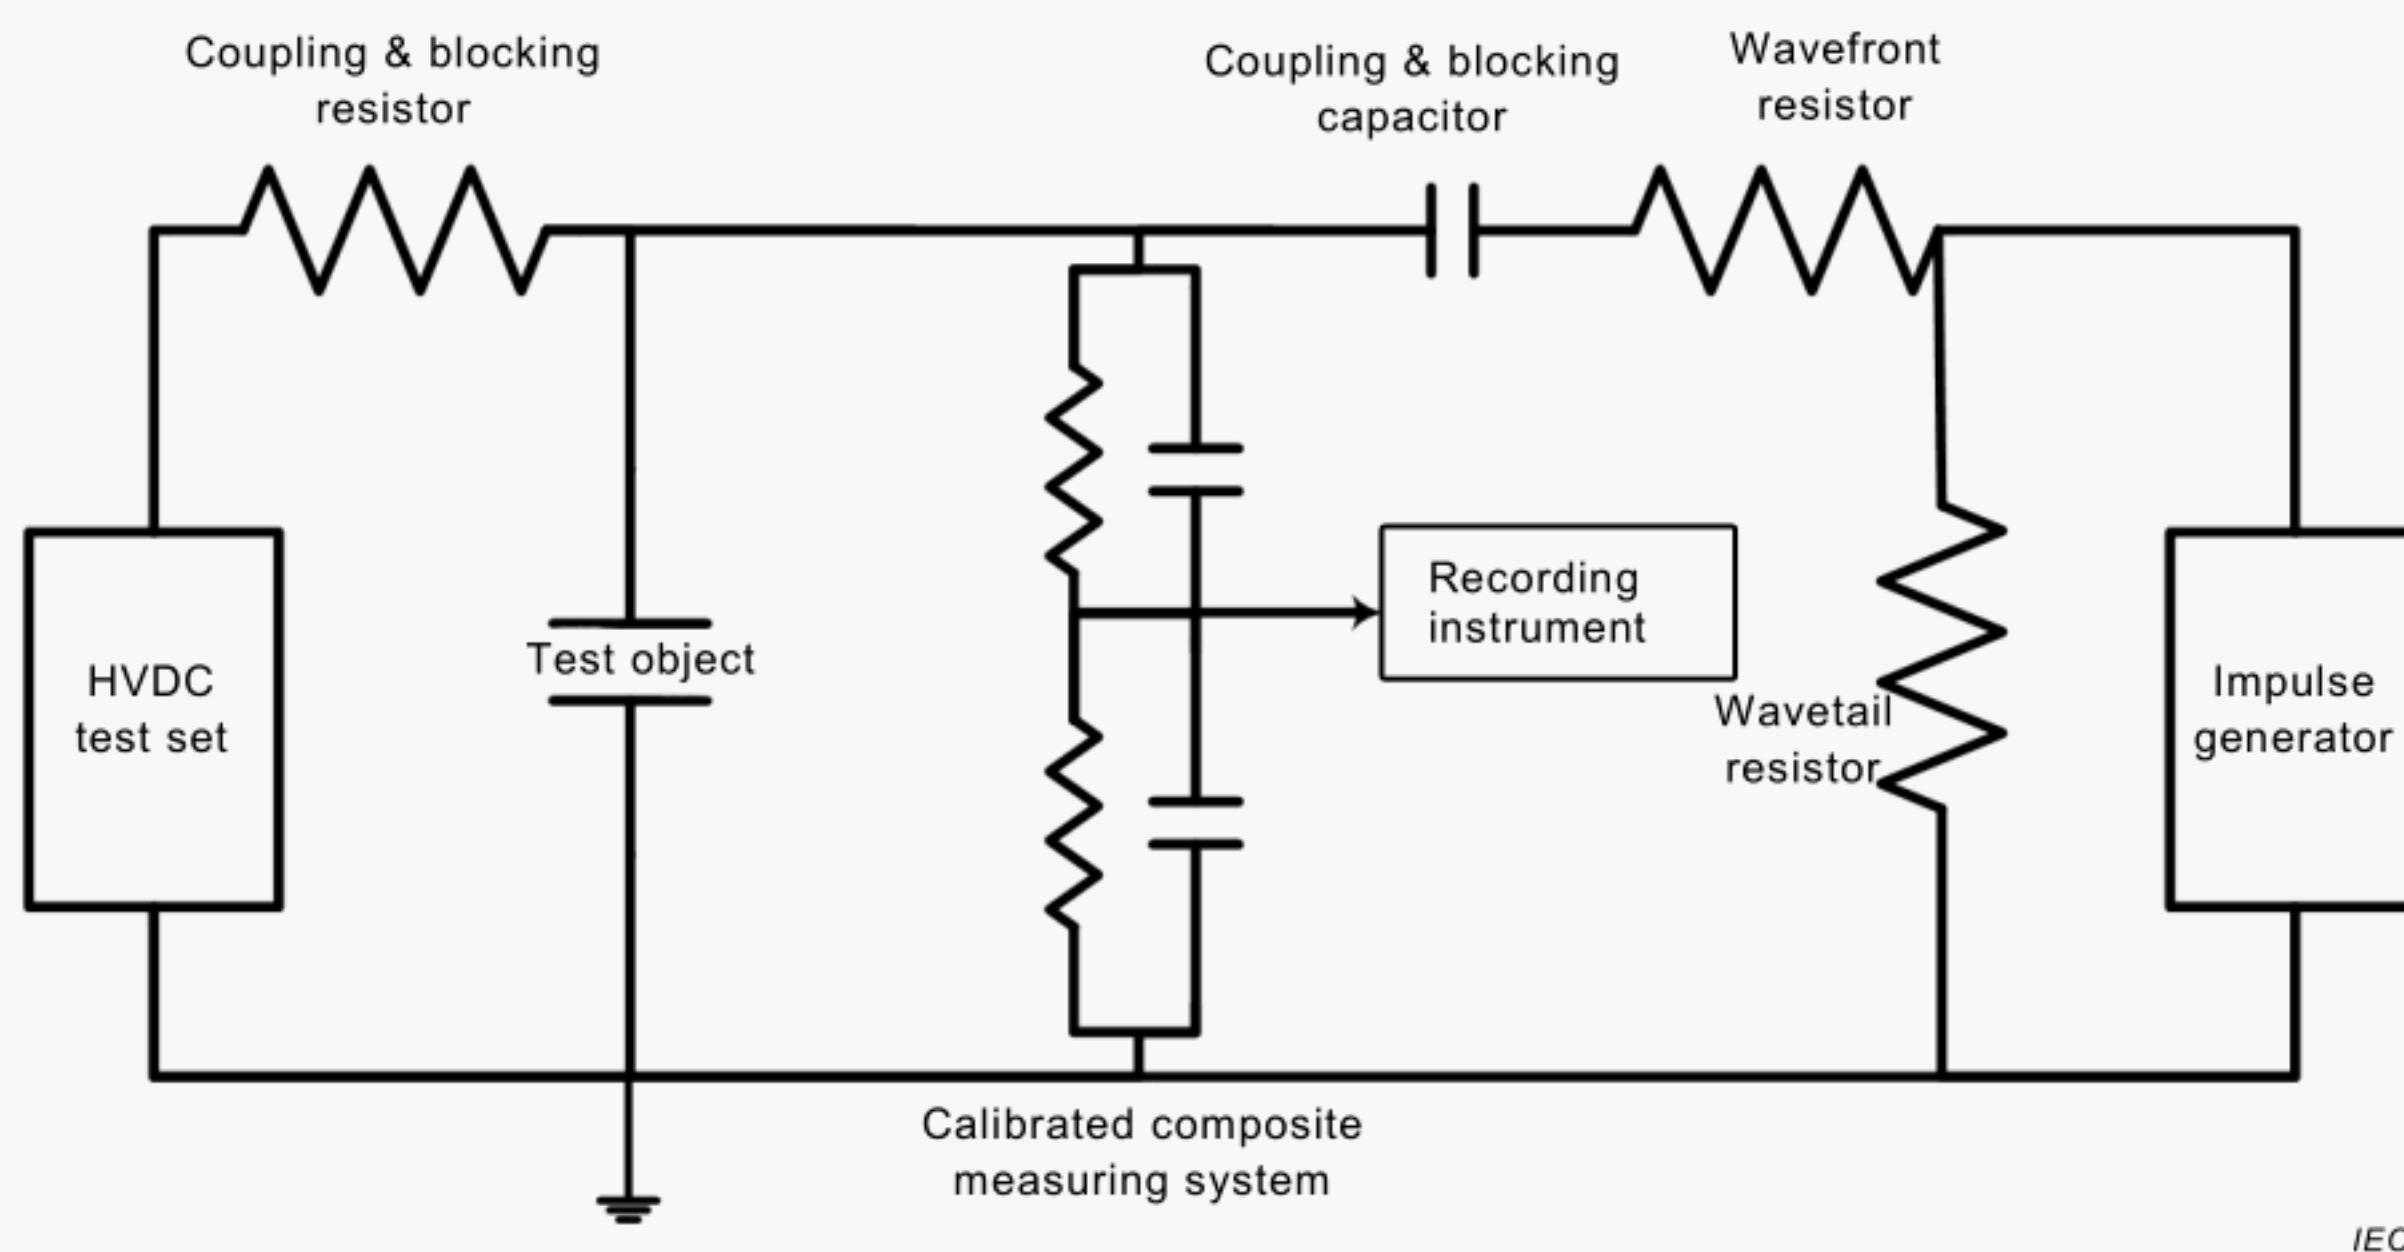 Coupling & blocking
resistor
Coupling & blocking
capacitor
Wavefront
resistor
Recording
instrument
Test object
HVDC
test set
Wavetail
resistor
Impulse
generator
Calibrated composite
measuring system
IEC